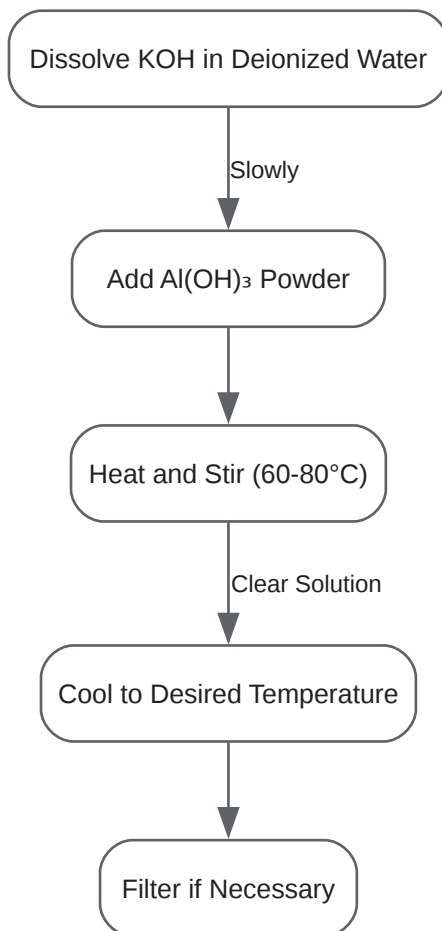 Dissolve KOH in Deionized Water
Slowly
Add Al(OH)₃ Powder
Heat and Stir (60-80°C)
Clear Solution
Cool to Desired Temperature
Filter if Necessary